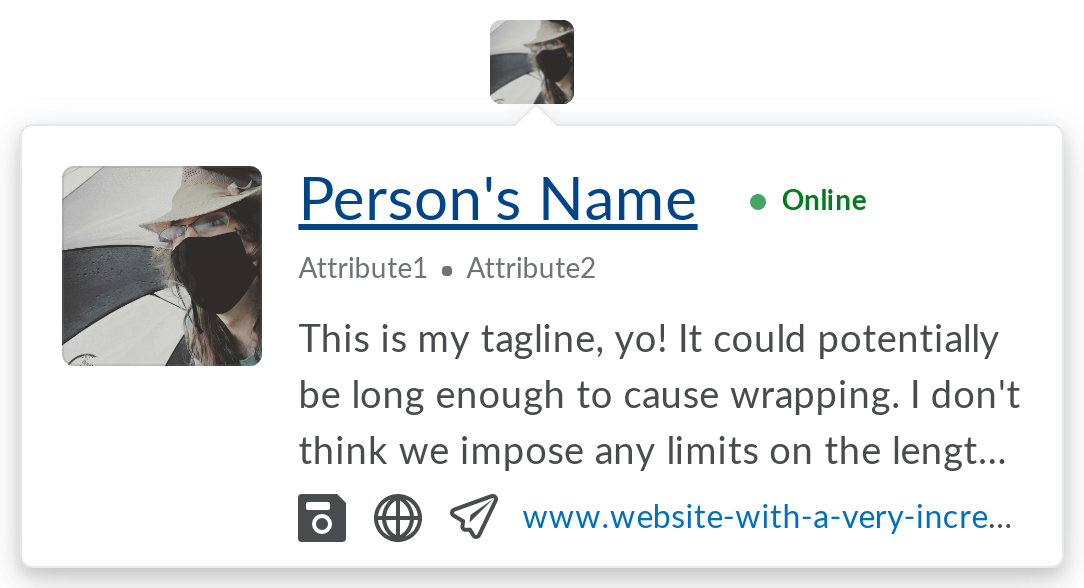 Person's Name
Online
Attribute1 • Attribute2
This is my tagline, yo! It could potentially
be long enough to cause wrapping. I don't
think we impose any limits on the lengt...
www.website-with-a-very-incre...